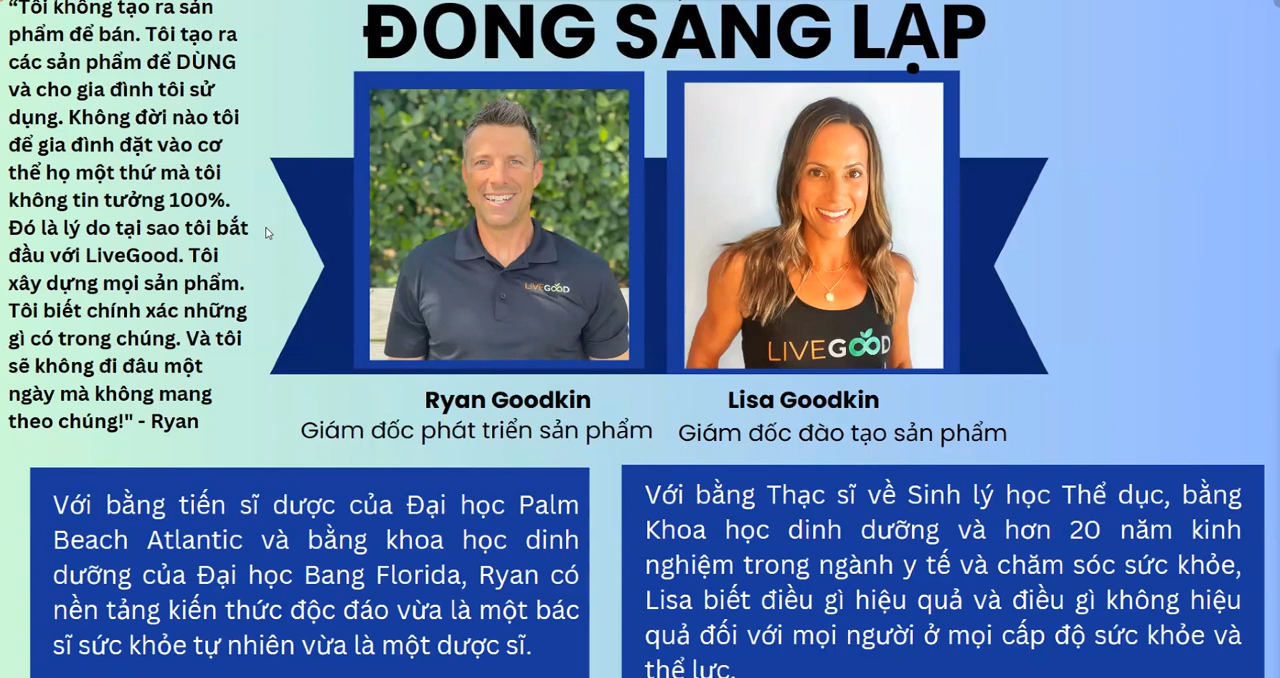 "Tôi không tạo ra sản
phẩm để bán. Tôi tạo ra
các sản phẩm để DÙNG
và cho gia đình tôi sử
dụng. Không đời nào tôi
để gia đình đặt vào cơ
thể họ một thứ mà tôi
không tin tưởng 100%.
Đó là lý do tại sao tôi bắt
đầu với LiveGood. Tôi
xây dựng mọi sản phẩm.
Tôi biết chính xác những
gì có trong chúng. Và tôi
sẽ không đi đâu một
ngày mà không mang
theo chúng!" - Ryan
ĐỒNG SÁNG LẬP
LIVEGOOD
LIVEGOOD
Ryan Goodkin
Giám đốc phát triển sản phẩm
Lisa Goodkin
Giám đốc đào tạo sản phẩm
Với bằng tiến sĩ dược của Đại học Palm
Beach Atlantic và bằng khoa học dinh
dưỡng của Đại học Bang Florida, Ryan có
nền tảng kiến thức độc đáo vừa là một bác
sĩ sức khỏe tự nhiên vừa là một dược sĩ.
Với bằng Thạc sĩ về Sinh lý học Thể dục, bằng
Khoa học dinh dưỡng và hơn 20 năm kinh
nghiệm trong ngành y tế và chăm sóc sức khỏe,
Lisa biết điều gì hiệu quả và điều gì không hiệu
quả đối với mọi người ở mọi cấp độ sức khỏe và
thể lực.